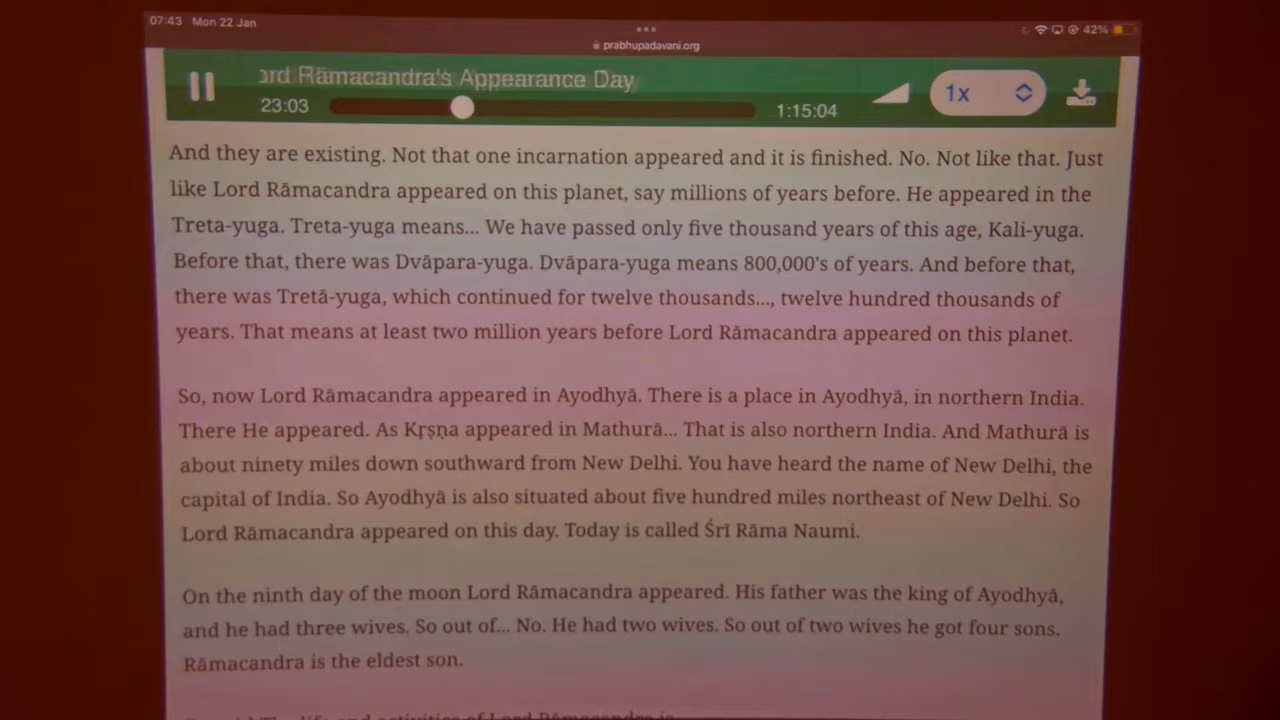 07:43 Mon 22 Jan
42%
prabhupadavani.org
ord Rāmacandra's Appearance Day
23:03
1:15:04
1x
And they are existing. Not that one incarnation appeared and it is finished. No. Not like that. Just
like Lord Rāmacandra appeared on this planet, say millions of years before. He appeared in the
Treta-yuga. Treta-yuga means... We have passed only five thousand years of this age, Kali-yuga.
Before that, there was Dvāpara-yuga. Dvāpara-yuga means 800,000's of years. And before that,
there was Tretā-yuga, which continued for twelve thousands..., twelve hundred thousands of
years. That means at least two million years before Lord Rāmacandra appeared on this planet.
So, now Lord Rāmacandra appeared in Ayodhyā. There is a place in Ayodhyā, in northern India.
There He appeared. As Kṛṣṇa appeared in Mathurā... That is also northern India. And Mathurā is
about ninety miles down southward from New Delhi. You have heard the name of New Delhi, the
capital of India. So Ayodhyā is also situated about five hundred miles northeast of New Delhi. So
Lord Rāmacandra appeared on this day. Today is called Śrī Rāma Naumi.
On the ninth day of the moon Lord Rāmacandra appeared. His father was the king of Ayodhyā,
and he had three wives. So out of... No. He had two wives. So out of two wives he got four sons.
Rāmacandra is the eldest son.